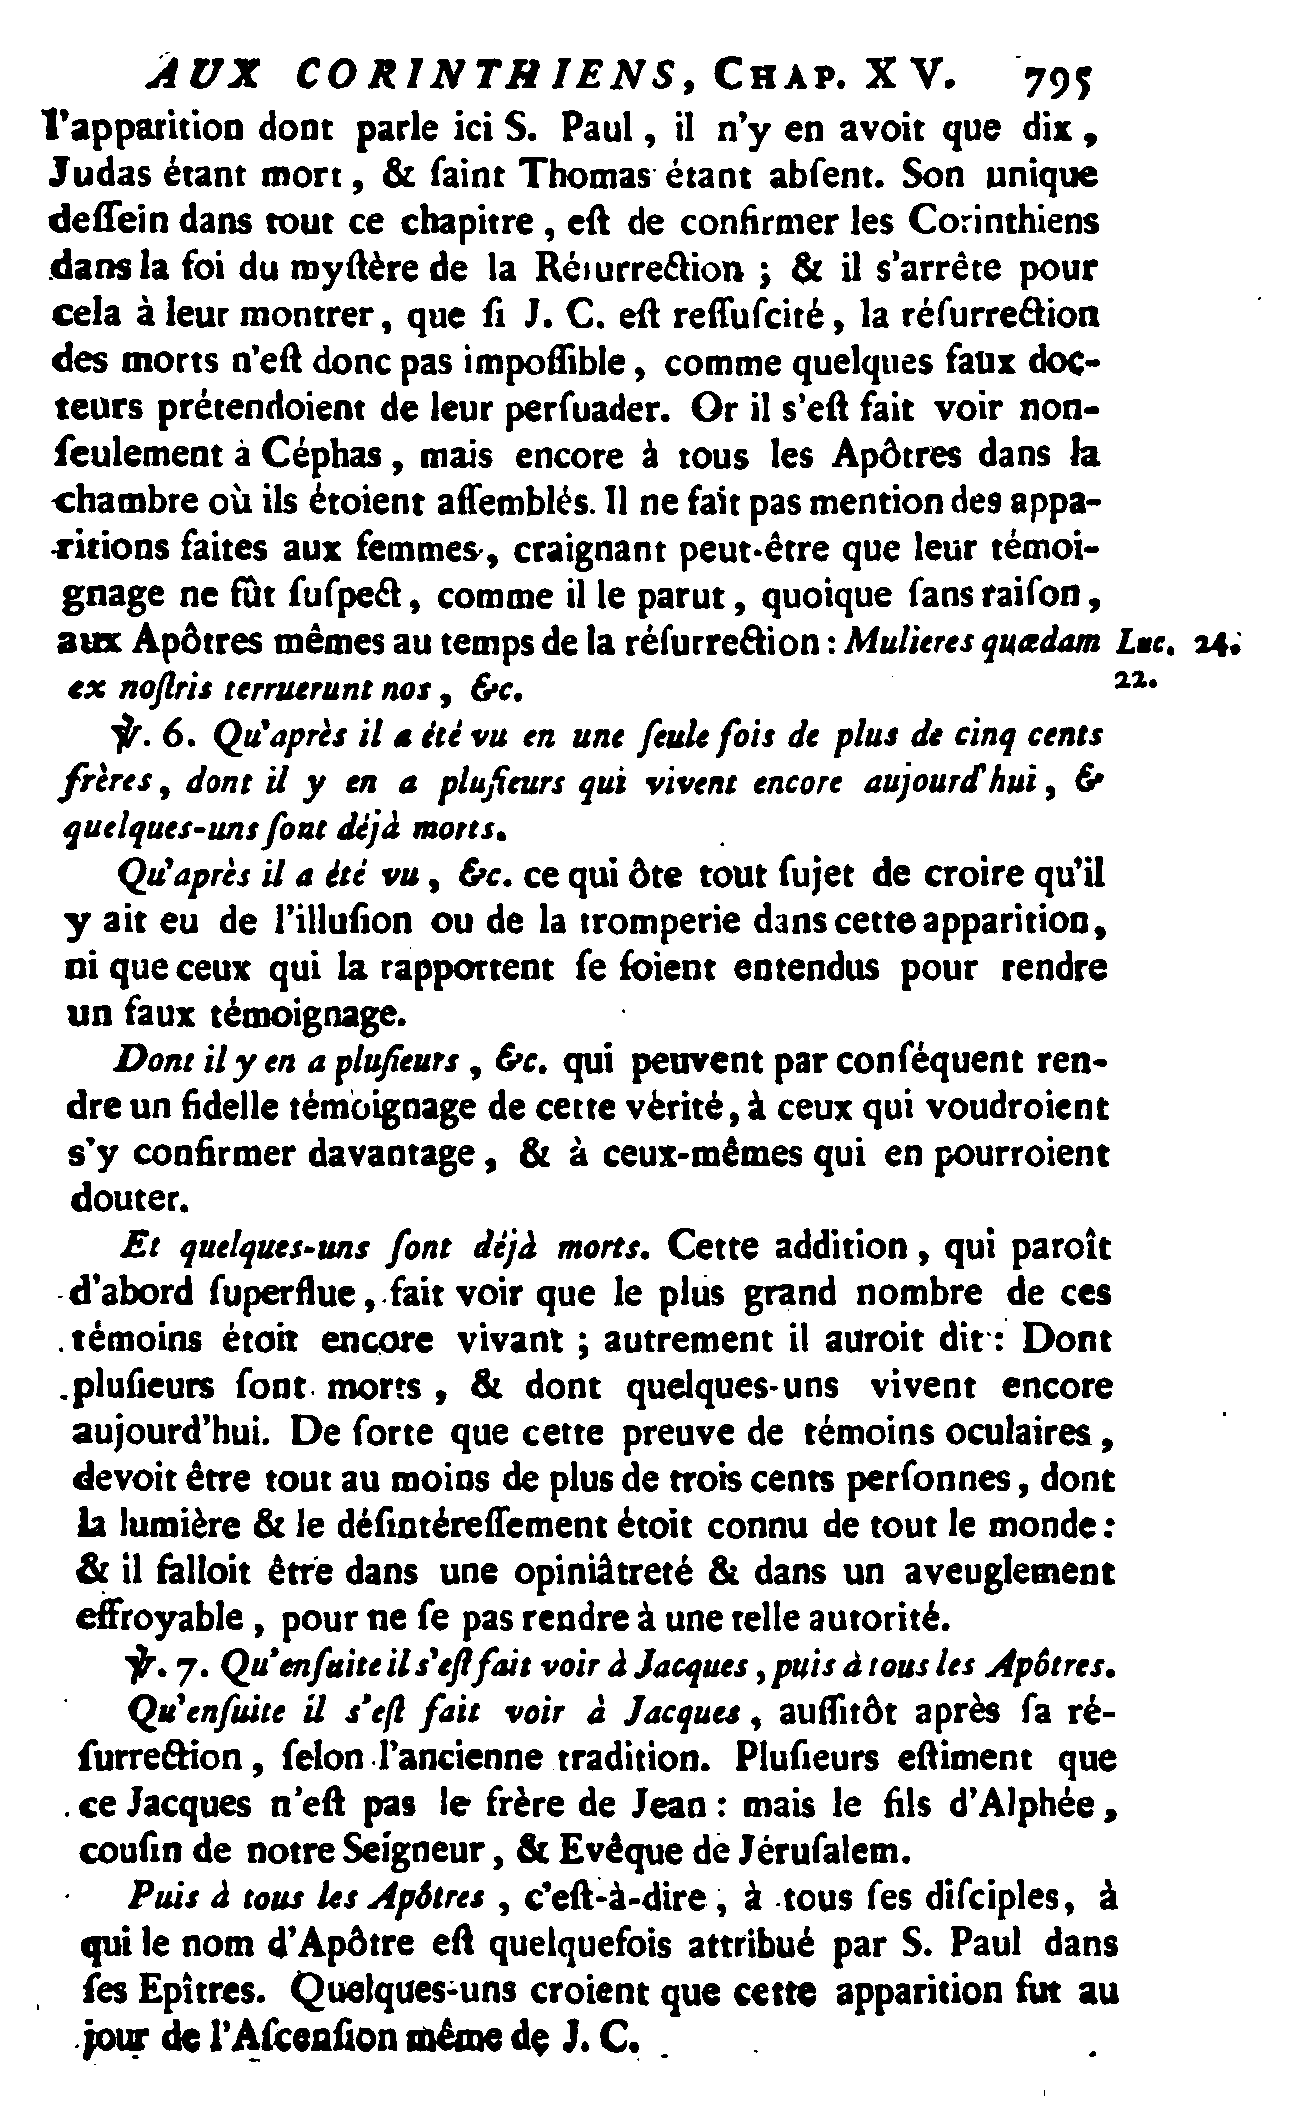 AUX CORINTHIENS, CHAP. XV. 795
l'apparition dont parle ici S. Paul, il n'y en avoit que dix,
Judas étant mort, & ſaint Thomas étant abſent. Son unique
deſſein dans tout ce chapitre, eſt de confirmer les Corinthiens
dans la foi du myſtère de la Réſurrection ; & il s'arrête pour
cela à leur montrer, que ſi J. C. eſt reſſuſcité, la réſurrection
des morts n'eſt donc pas impoſſible, comme quelques faux doc-
teurs prétendoient de leur perſuader. Or il s'eſt fait voir non-
ſeulement à Céphas, mais encore à tous les Apôtres dans la
chambre où ils étoient aſſemblés. Il ne fait pas mention des appa-
ritions faites aux femmes, craignant peut-être que leur témoi-
gnage ne fût ſuſpect, comme il le parut, quoique ſans raiſon,
aux Apôtres mêmes au temps de la réſurrection : Mulieres quædam Luc. 24.
ex noſtris terruerunt nos, &c. 22.
℣. 6. Qu'après il a été vu en une ſeule fois de plus de cinq cents
frères, dont il y en a pluſieurs qui vivent encore aujourd'hui, &
quelques-uns ſont déjà morts.
Qu'après il a été vu, &c. ce qui ôte tout ſujet de croire qu'il
y ait eu de l'illuſion ou de la tromperie dans cette apparition,
ni que ceux qui la rapportent ſe ſoient entendus pour rendre
un faux témoignage.
Dont il y en a pluſieurs, &c. qui peuvent par conſéquent ren-
dre un fidelle témoignage de cette vérité, à ceux qui voudroient
s'y confirmer davantage, & à ceux-mêmes qui en pourroient
douter.
Et quelques-uns ſont déjà morts. Cette addition, qui paroît
d'abord ſuperflue, fait voir que le plus grand nombre de ces
témoins étoit encore vivant ; autrement il auroit dit : Dont
pluſieurs ſont morts, & dont quelques-uns vivent encore
aujourd'hui. De ſorte que cette preuve de témoins oculaires,
devoit être tout au moins de plus de trois cents perſonnes, dont
la lumière & le déſintéreſſement étoit connu de tout le monde :
& il falloit être dans une opiniâtreté & dans un aveuglement
effroyable, pour ne ſe pas rendre à une telle autorité.
℣. 7. Qu'enſuite il s'eſt fait voir à Jacques, puis à tous les Apôtres.
Qu'enſuite il s'eſt fait voir à Jacques, auſſitôt après ſa ré-
ſurrection, ſelon l'ancienne tradition. Pluſieurs eſtiment que
ce Jacques n'eſt pas le frère de Jean : mais le fils d'Alphée,
couſin de notre Seigneur, & Evêque de Jéruſalem.
Puis à tous les Apôtres, c'eſt-à-dire, à tous ſes diſciples, à
qui le nom d'Apôtre eſt quelquefois attribué par S. Paul dans
ſes Epîtres. Quelques-uns croient que cette apparition fut au
jour de l'Aſcenſion même de J. C.